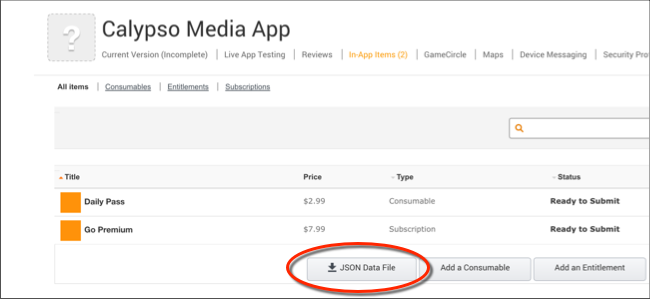 ?
Calypso Media App
Current Version (Incomplete) | Live App Testing | Reviews | In-App Items (2) | GameCircle | Maps | Device Messaging | Security Pro
All items | Consumables | Entitlements | Subscriptions
Title Price Type Status
Daily Pass $2.99 Consumable Ready to Submit
Go Premium $7.99 Subscription Ready to Submit
JSON Data File Add a Consumable Add an Entitlement